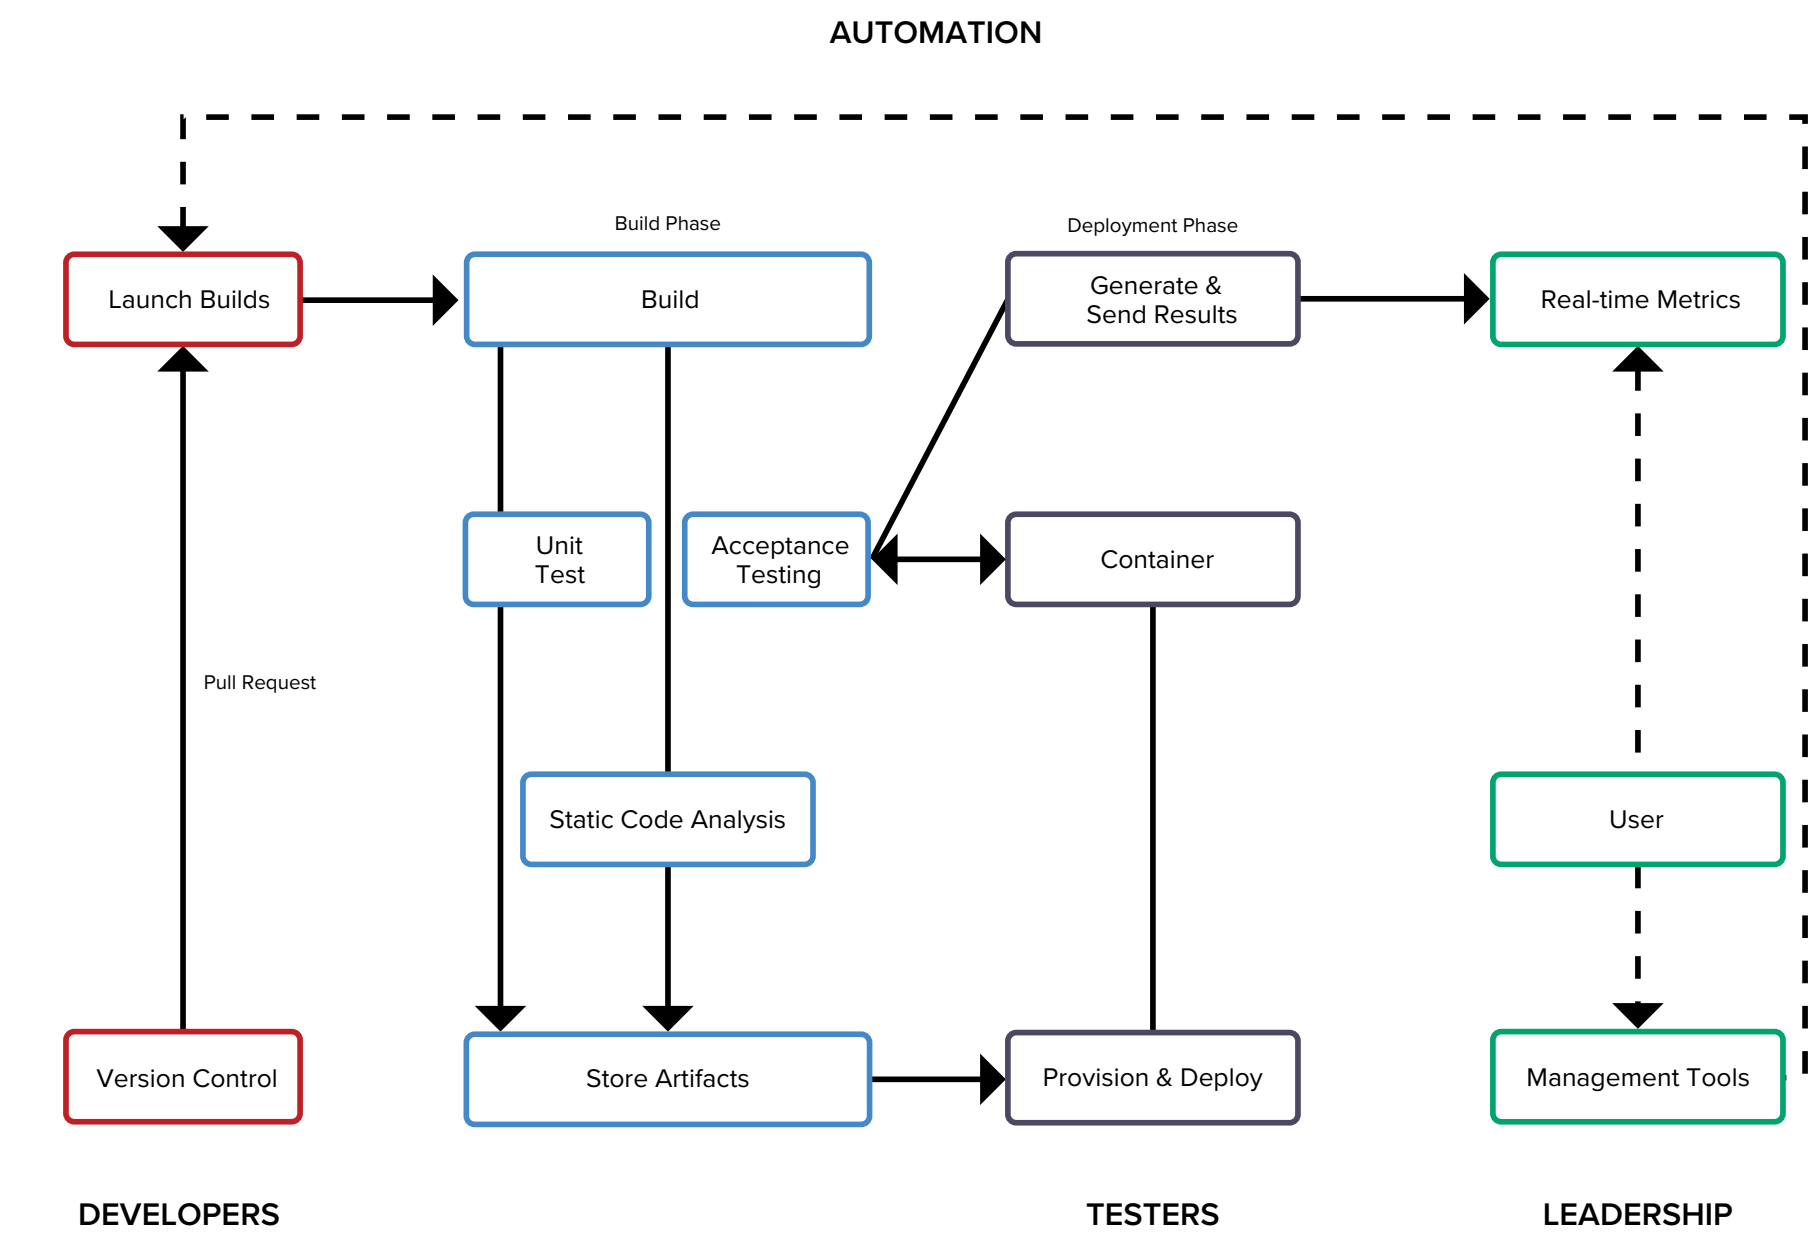 AUTOMATION
Build Phase
Deployment Phase
Launch Builds
Build
Generate &
Send Results
Real-time Metrics
Unit
Test
Acceptance
Testing
Container
Pull Request
Static Code Analysis
User
Version Control
Store Artifacts
Provision & Deploy
Management Tools
DEVELOPERS
TESTERS
LEADERSHIP